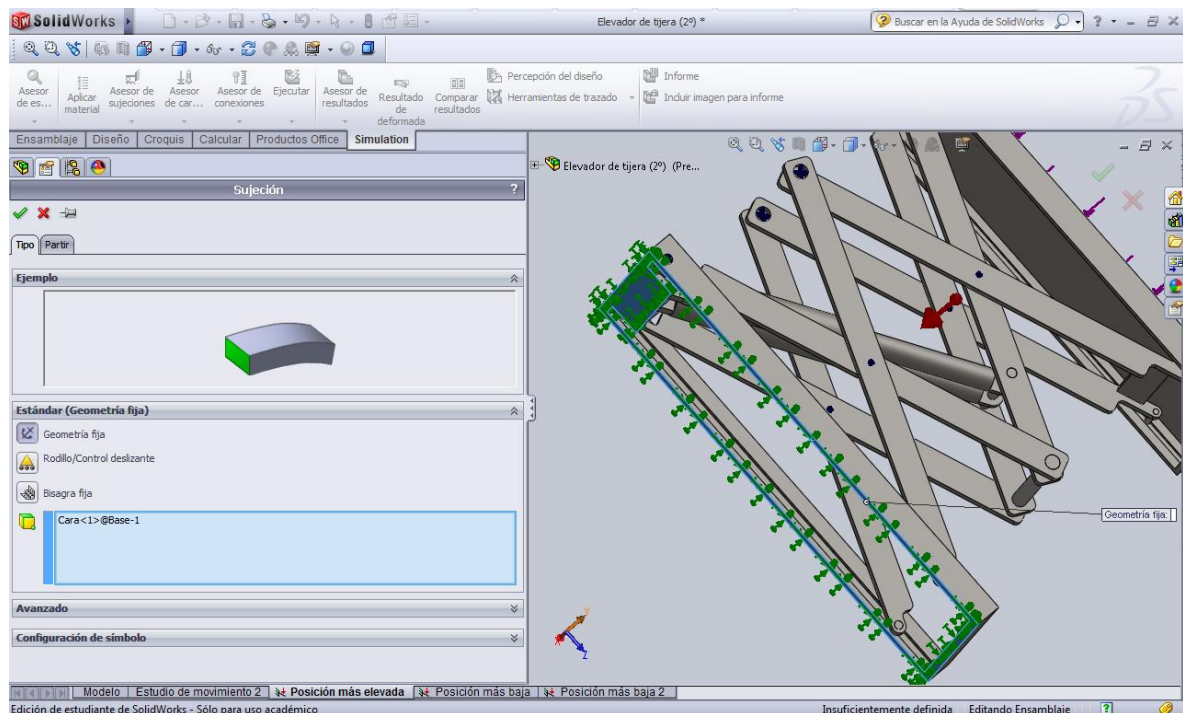 SolidWorks
Elevador de tijera (2º) *
Buscar en la Ayuda de SolidWorks
?
Asesor de es...
Aplicar material
Asesor de sujeciones
Asesor de car...
Asesor de conexiones
Ejecutar
Asesor de resultados
Resultado de deformada
Comparar resultados
Percepción del diseño
Herramientas de trazado
Informe
Incluir imagen para informe
Ensamblaje Diseño Croquis Calcular Productos Office Simulation
Elevador de tijera (2º) (Pre...
Sujeción ?
Tipo Partir
Ejemplo
Estándar (Geometría fija)
Geometría fija
Rodillo/Control deslizante
Bisagra fija
Cara<1>@Base-1
Geometría fija:
Avanzado
Configuración de símbolo
Y
X
Z
Modelo Estudio de movimiento 2 Posición más elevada Posición más baja Posición más baja 2
Edición de estudiante de SolidWorks - Sólo para uso académico Insuficientemente definida Editando Ensamblaje ?